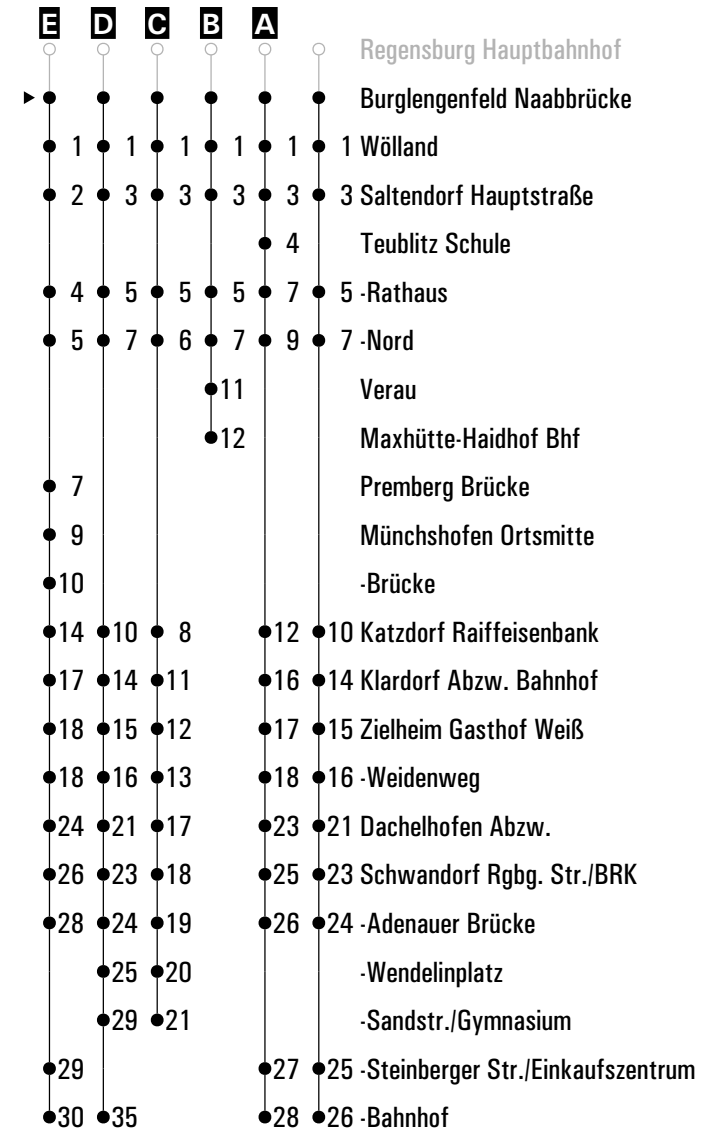 E D C B A
Regensburg Hauptbahnhof
Burglengenfeld Naabbrücke
1 1 1 1 1 1 Wölland
2 3 3 3 3 3 Saltendorf Hauptstraße
4 Teublitz Schule
4 5 5 5 7 5 -Rathaus
5 7 6 7 9 7 -Nord
11 Verau
12 Maxhütte-Haidhof Bhf
7 Premberg Brücke
9 Münchshofen Ortsmitte
10 -Brücke
14 10 8 12 10 Katzdorf Raiffeisenbank
17 14 11 16 14 Klardorf Abzw. Bahnhof
18 15 12 17 15 Zielheim Gasthof Weiß
18 16 13 18 16 -Weidenweg
24 21 17 23 21 Dachelhofen Abzw.
26 23 18 25 23 Schwandorf Rgbg. Str./BRK
28 24 19 26 24 -Adenauer Brücke
25 20 -Wendelinplatz
29 21 -Sandstr./Gymnasium
29 27 25 -Steinberger Str./Einkaufszentrum
30 35 28 26 -Bahnhof